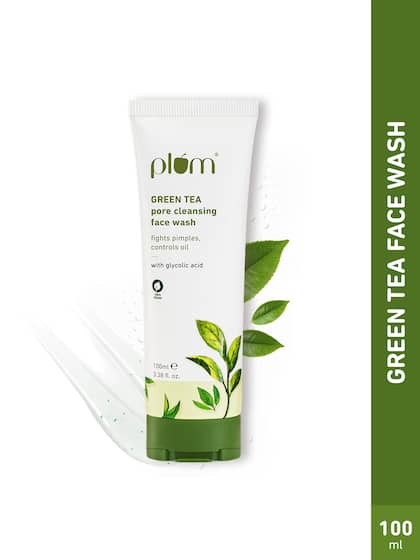 plum®
GREEN TEA
pore cleansing
face wash
fights pimples,
controls oil
with glycolic acid
100ml e
3.38 fl. oz.
GREEN TEA FACE WASH
100
ml